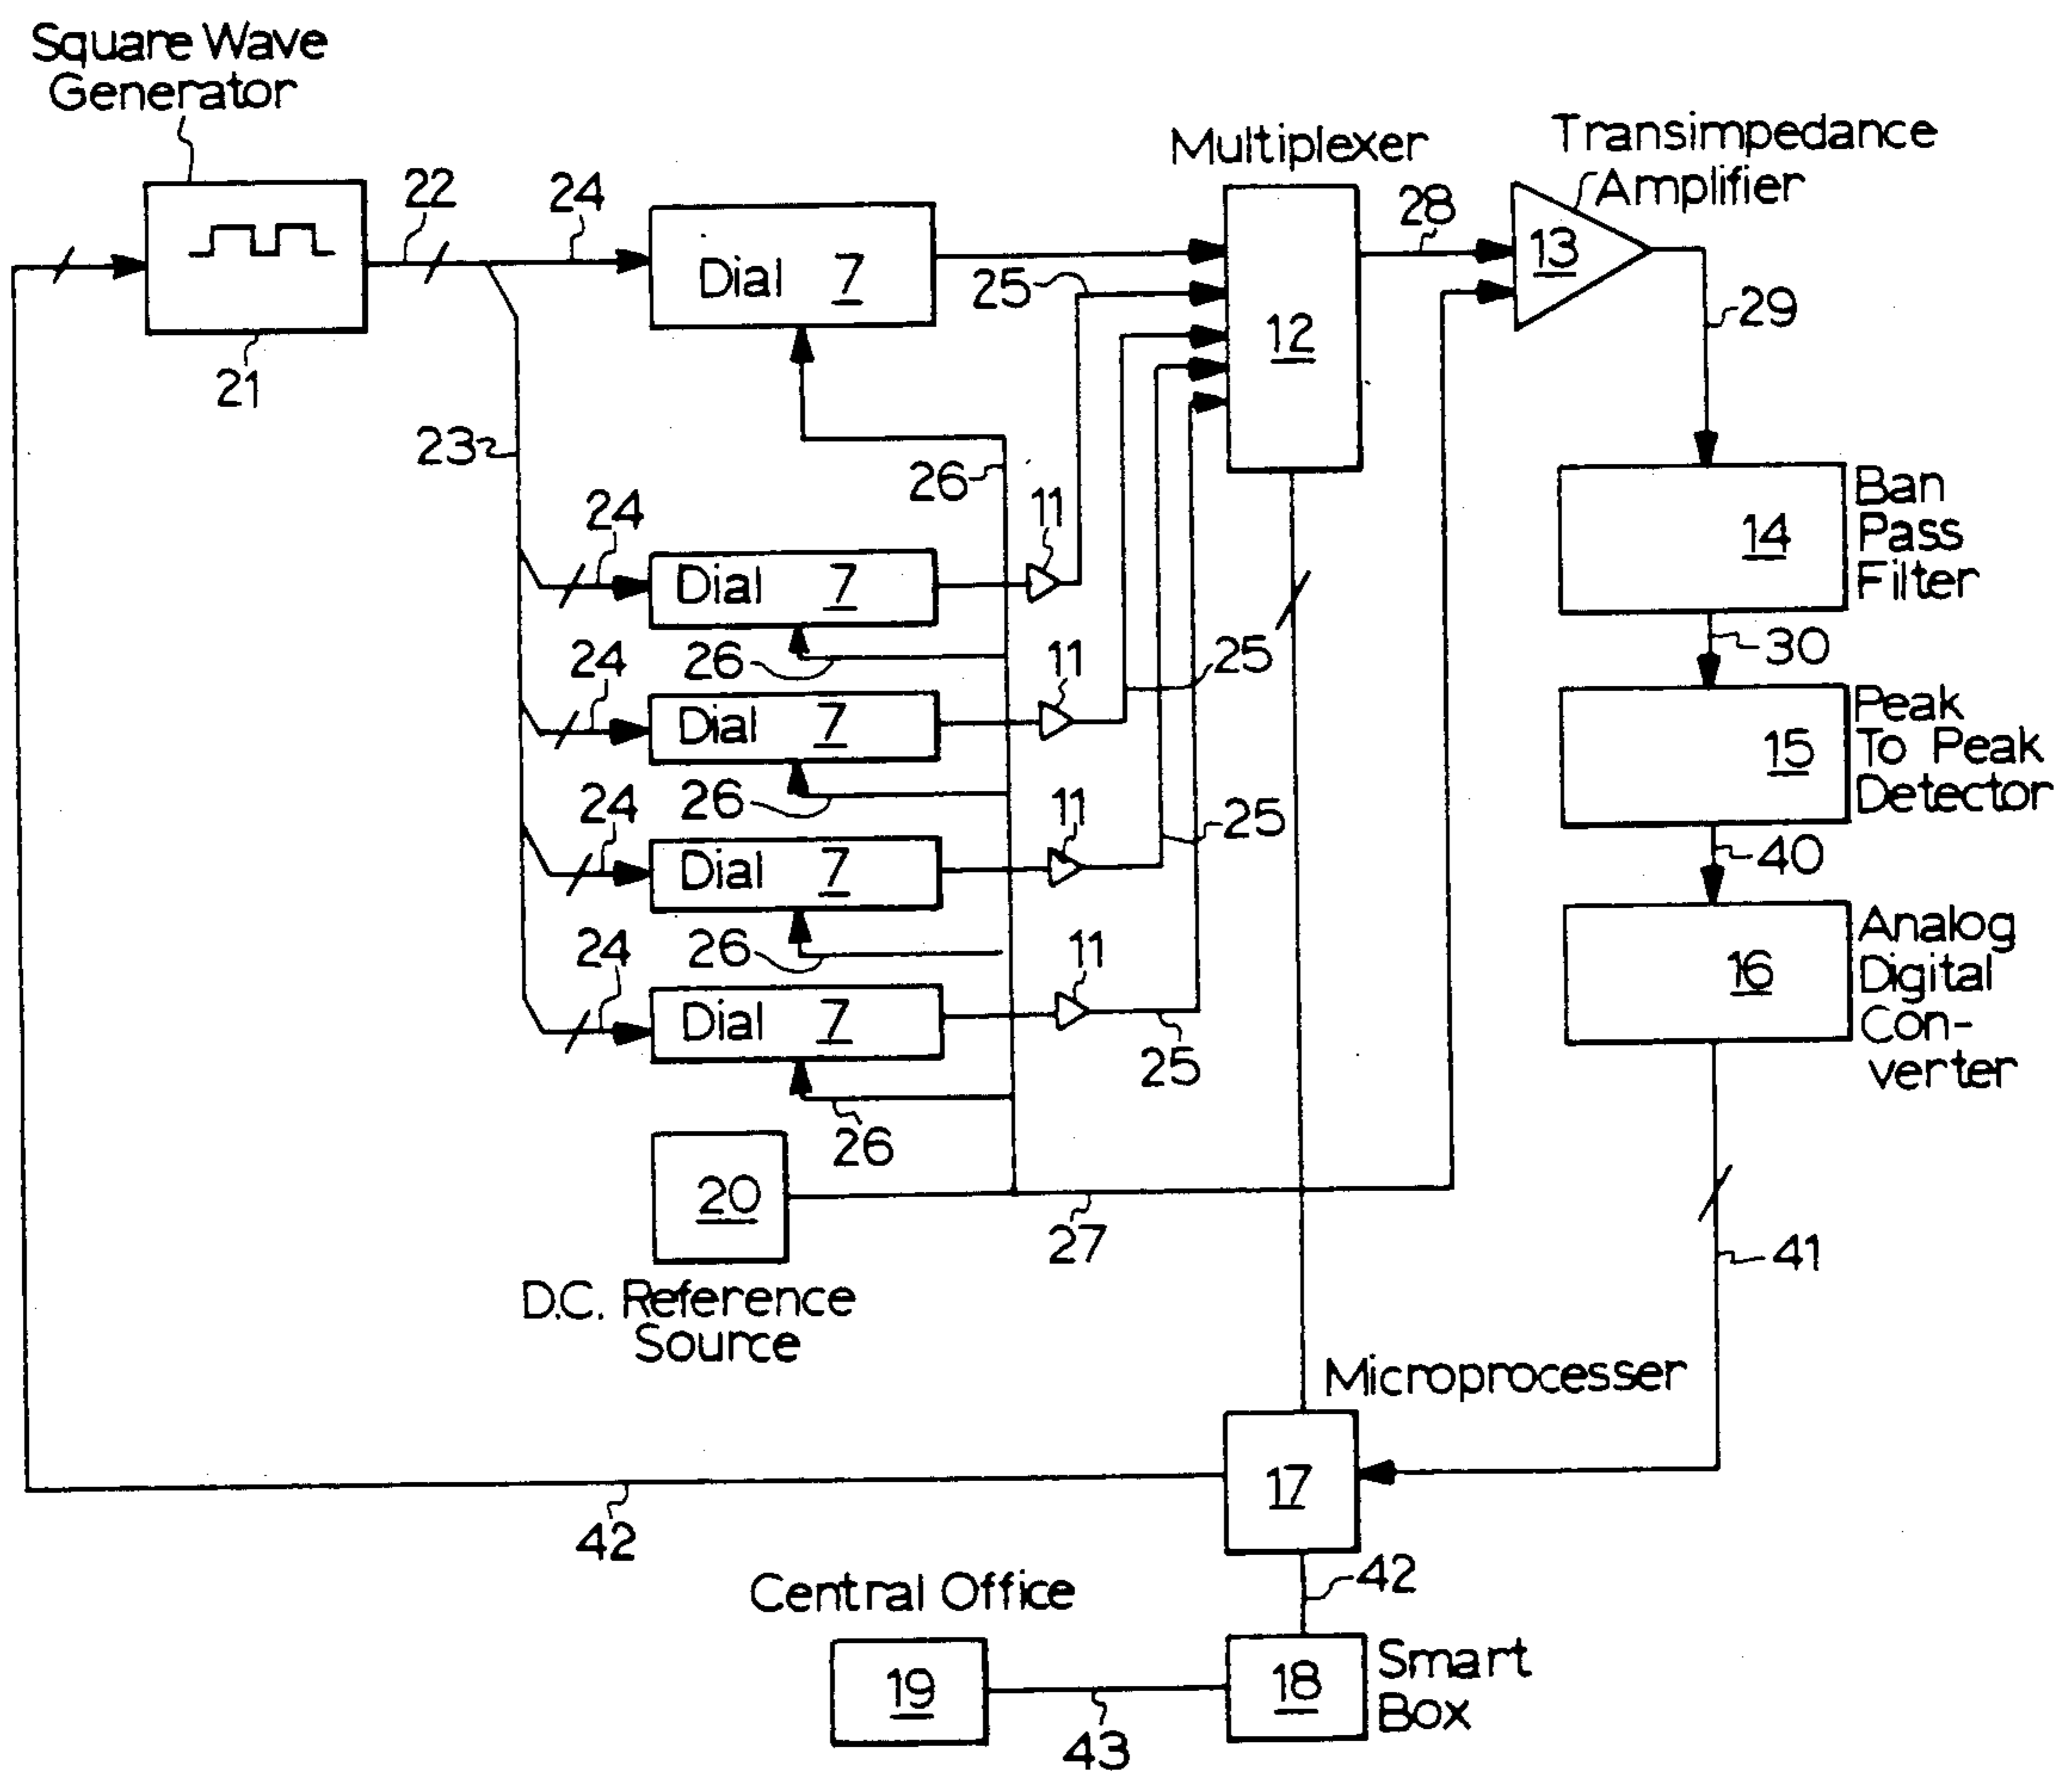 Square Wave
Generator
21
22
24
Dial 7
25
Multiplexer
12
28
Transimpedance
Amplifier
13
29
23
26
24
Dial 7
11
26
24
Dial 7
11
25
26
24
Dial 7
11
25
26
24
Dial 7
11
25
26
Ban
Pass
Filter
14
30
Peak
To Peak
Detector
15
40
Analog
Digital
Con-
verter
16
41
20
27
D.C. Reference
Source
Microprocesser
17
42
42
Central Office
19
43
18
Smart
Box